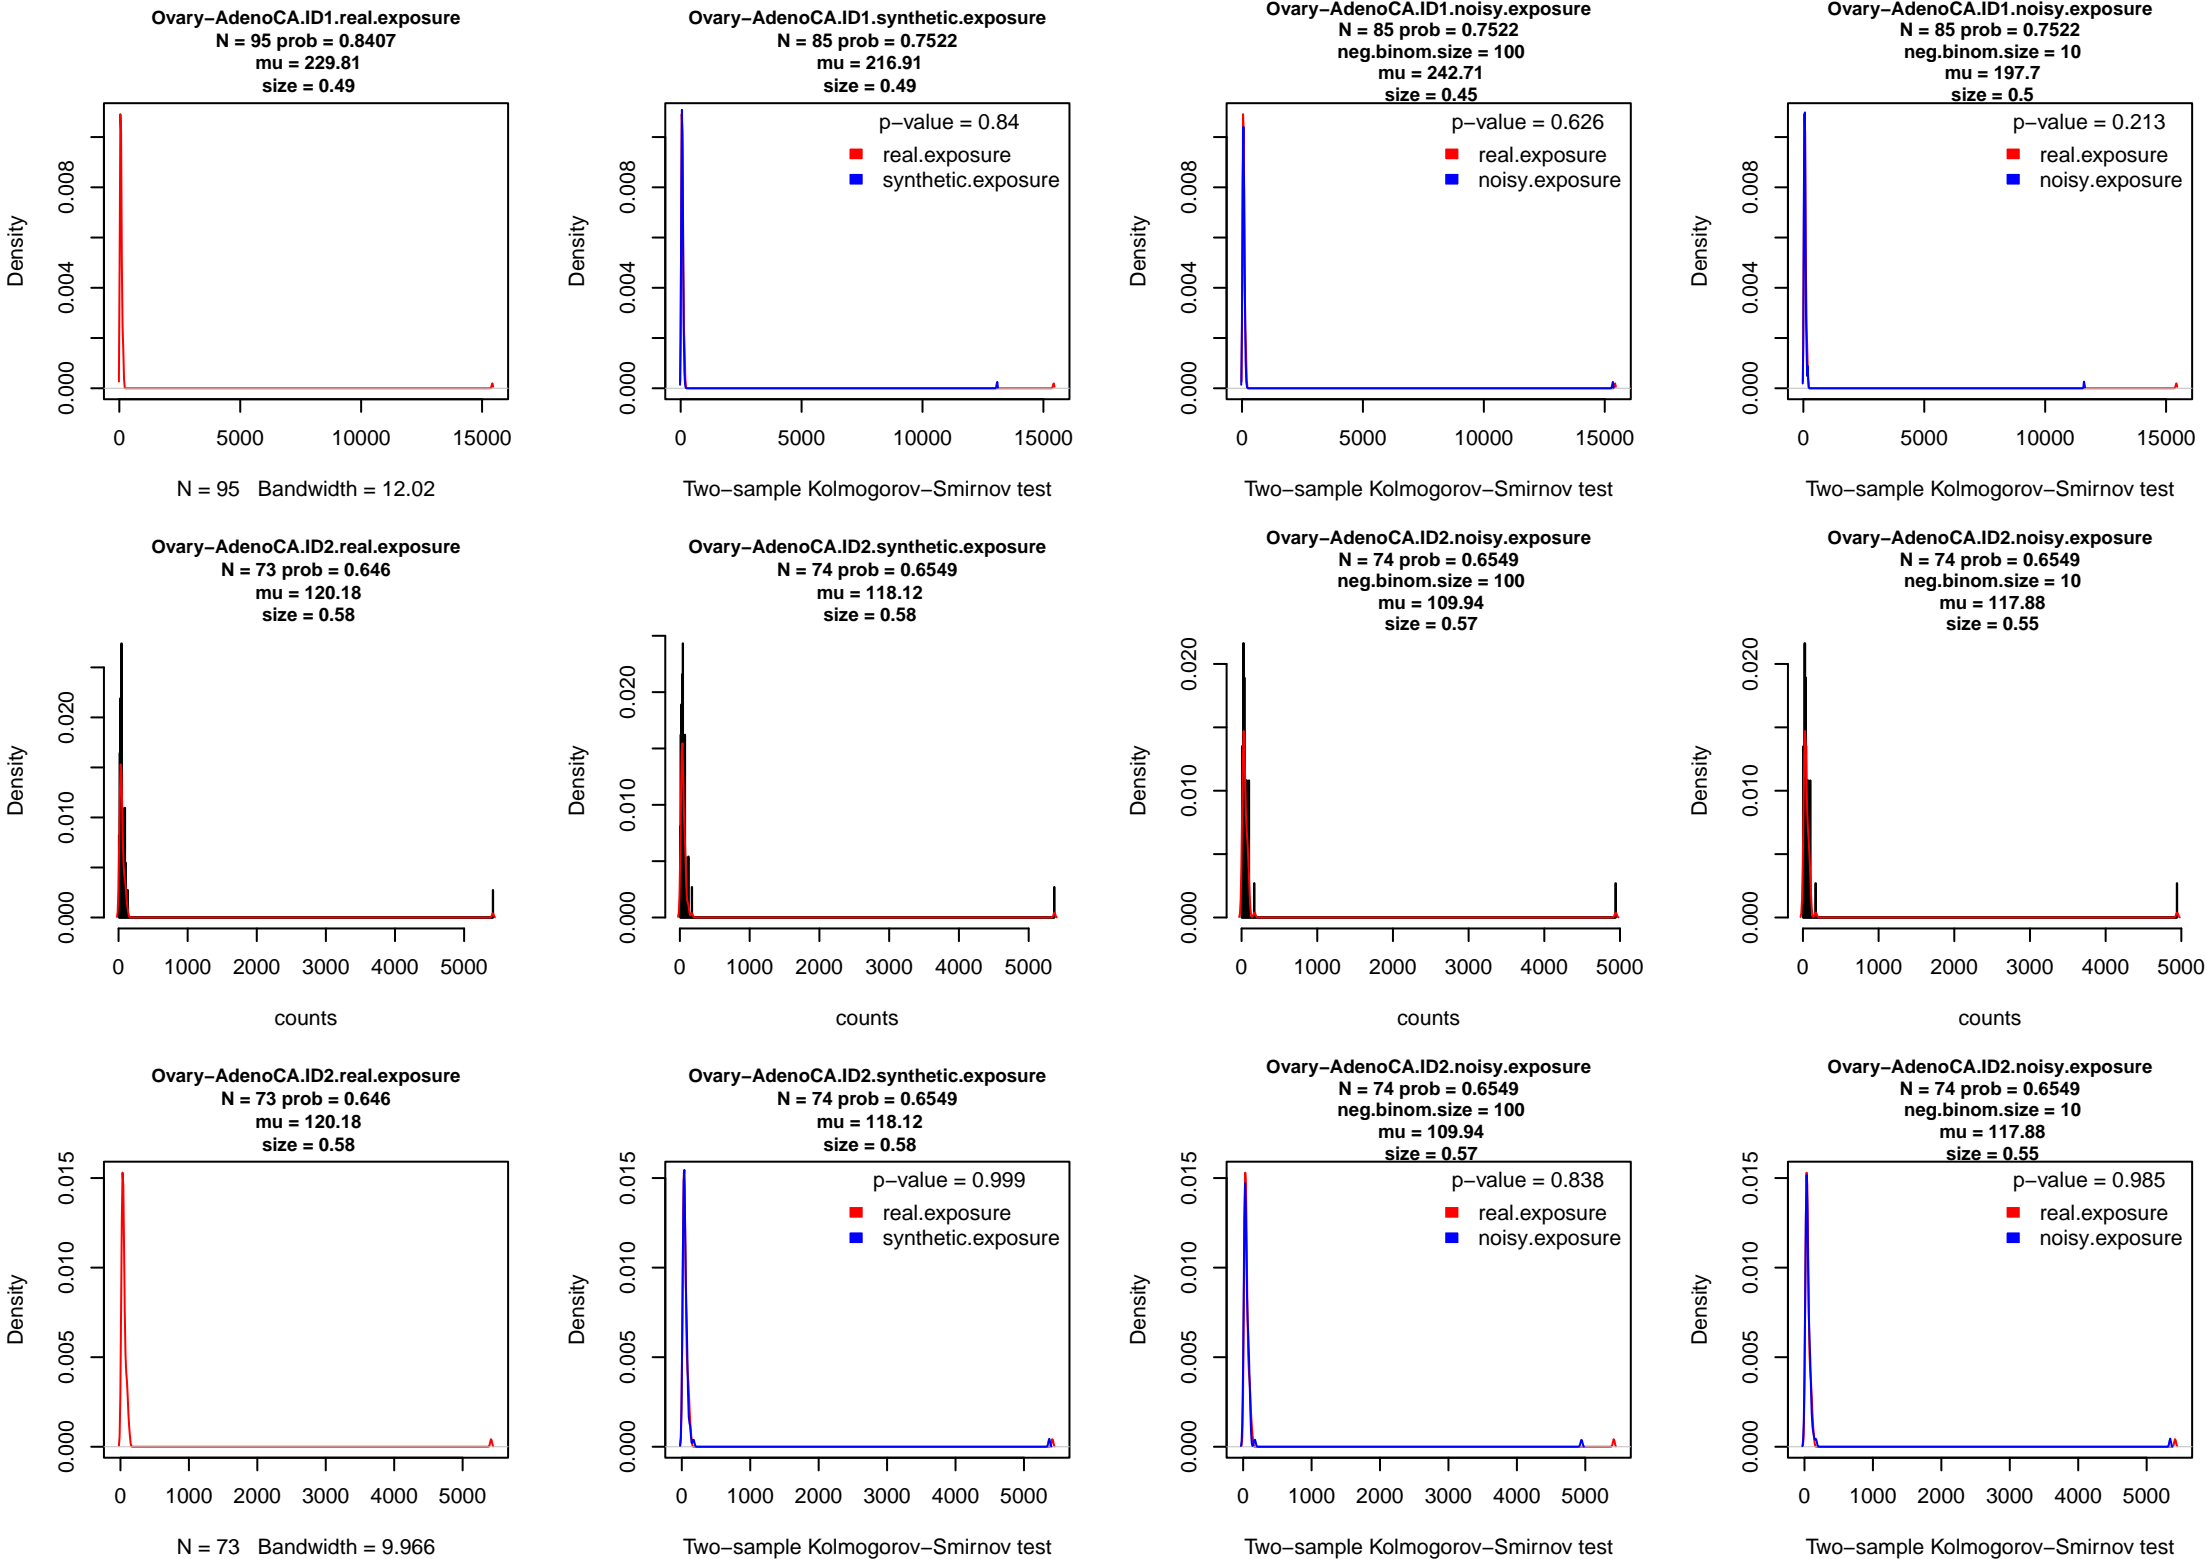 Ovary−AdenoCA.ID1.real.exposure
N = 95 prob = 0.8407
mu = 229.81
size = 0.49
Density
0.000
0.004
0.008
0
5000
10000
15000
N = 95   Bandwidth = 12.02
Ovary−AdenoCA.ID1.synthetic.exposure
N = 85 prob = 0.7522
mu = 216.91
size = 0.49
p−value = 0.84
real.exposure
synthetic.exposure
Density
0.000
0.004
0.008
0
5000
10000
15000
Two−sample Kolmogorov−Smirnov test
Ovary−AdenoCA.ID1.noisy.exposure
N = 85 prob = 0.7522
neg.binom.size = 100
mu = 242.71
size = 0.45
p−value = 0.626
real.exposure
noisy.exposure
Density
0.000
0.004
0.008
0
5000
10000
15000
Two−sample Kolmogorov−Smirnov test
Ovary−AdenoCA.ID1.noisy.exposure
N = 85 prob = 0.7522
neg.binom.size = 10
mu = 197.7
size = 0.5
p−value = 0.213
real.exposure
noisy.exposure
Density
0.000
0.004
0.008
0
5000
10000
15000
Two−sample Kolmogorov−Smirnov test
Ovary−AdenoCA.ID2.real.exposure
N = 73 prob = 0.646
mu = 120.18
size = 0.58
Density
0.000
0.010
0.020
0
1000
2000
3000
4000
5000
counts
Ovary−AdenoCA.ID2.synthetic.exposure
N = 74 prob = 0.6549
mu = 118.12
size = 0.58
Density
0.000
0.010
0.020
0
1000
2000
3000
4000
5000
counts
Ovary−AdenoCA.ID2.noisy.exposure
N = 74 prob = 0.6549
neg.binom.size = 100
mu = 109.94
size = 0.57
Density
0.000
0.010
0.020
0
1000
2000
3000
4000
5000
counts
Ovary−AdenoCA.ID2.noisy.exposure
N = 74 prob = 0.6549
neg.binom.size = 10
mu = 117.88
size = 0.55
Density
0.000
0.010
0.020
0
1000
2000
3000
4000
5000
counts
Ovary−AdenoCA.ID2.real.exposure
N = 73 prob = 0.646
mu = 120.18
size = 0.58
Density
0.000
0.005
0.010
0.015
0
1000
2000
3000
4000
5000
N = 73   Bandwidth = 9.966
Ovary−AdenoCA.ID2.synthetic.exposure
N = 74 prob = 0.6549
mu = 118.12
size = 0.58
p−value = 0.999
real.exposure
synthetic.exposure
Density
0.000
0.005
0.010
0.015
0
1000
2000
3000
4000
5000
Two−sample Kolmogorov−Smirnov test
Ovary−AdenoCA.ID2.noisy.exposure
N = 74 prob = 0.6549
neg.binom.size = 100
mu = 109.94
size = 0.57
p−value = 0.838
real.exposure
noisy.exposure
Density
0.000
0.005
0.010
0.015
0
1000
2000
3000
4000
5000
Two−sample Kolmogorov−Smirnov test
Ovary−AdenoCA.ID2.noisy.exposure
N = 74 prob = 0.6549
neg.binom.size = 10
mu = 117.88
size = 0.55
p−value = 0.985
real.exposure
noisy.exposure
Density
0.000
0.005
0.010
0.015
0
1000
2000
3000
4000
5000
Two−sample Kolmogorov−Smirnov test